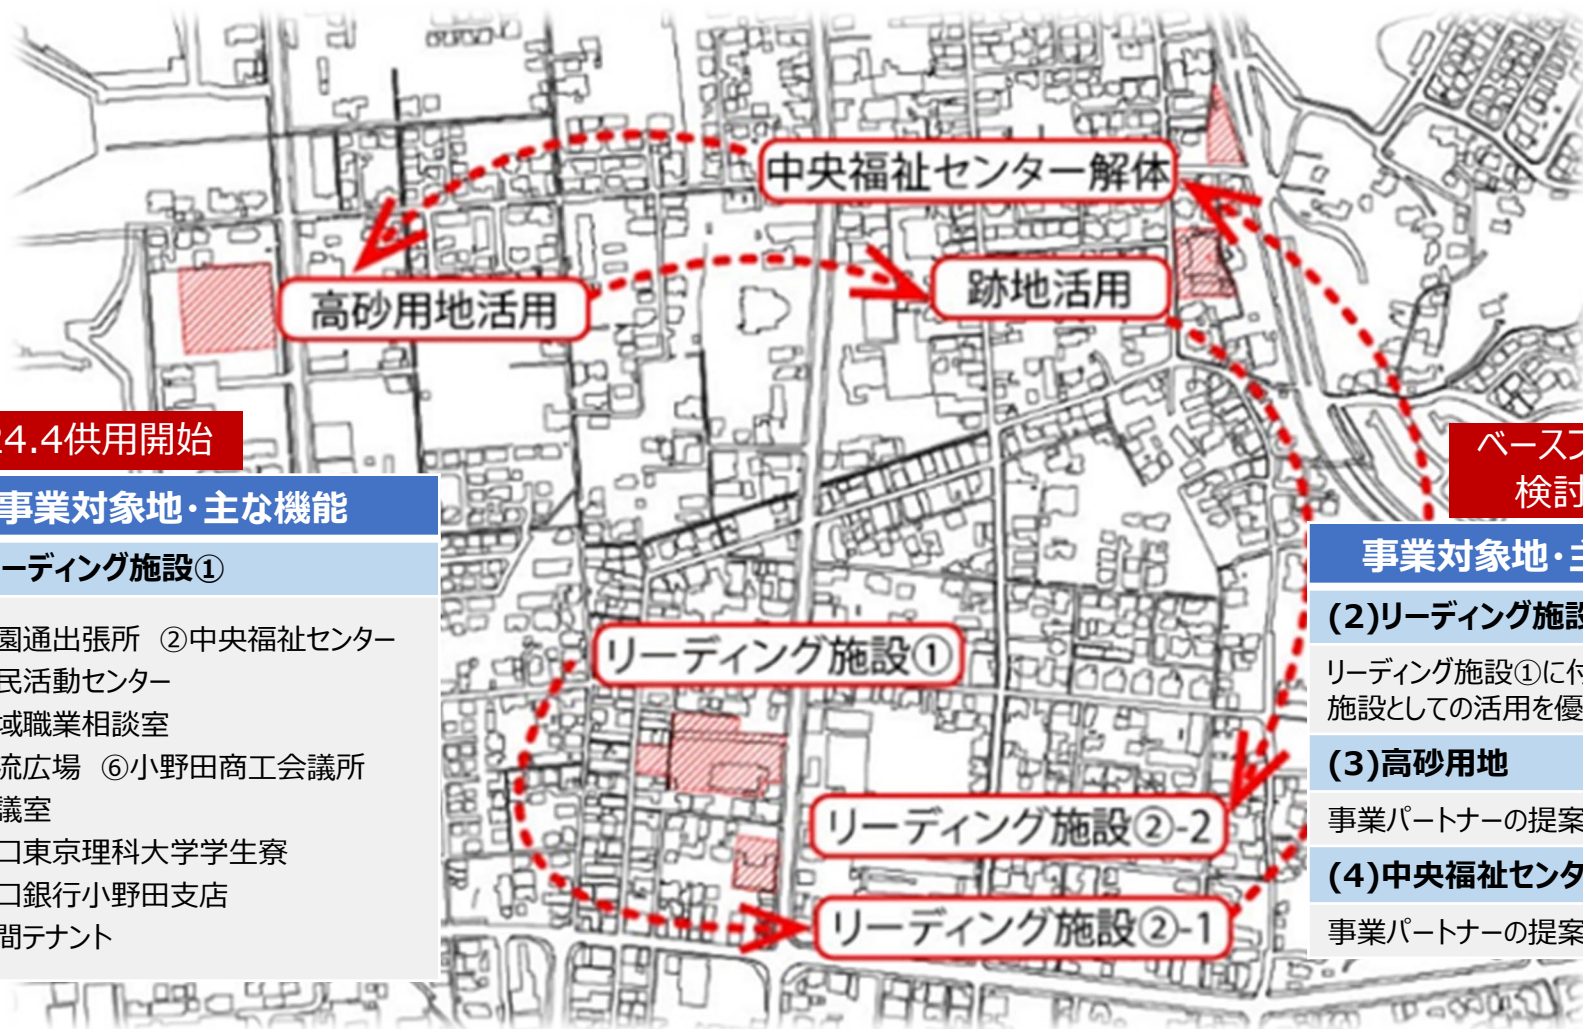 中央福祉センター解体
高砂用地活用
跡地活用
24.4供用開始
事業対象地・主な機能
ーディング施設①
園通出張所 ②中央福祉センター
民活動センター
域職業相談室
流広場 ⑥小野田商工会議所
議室
口東京理科大学学生寮
口銀行小野田支店
間テナント
リーディング施設①
リーディング施設②-2
リーディング施設②-1
ベースプ
検討
事業対象地・主
(2)リーディング施設
リーディング施設①に付
施設としての活用を優
(3)高砂用地
事業パートナーの提案
(4)中央福祉センタ
事業パートナーの提案